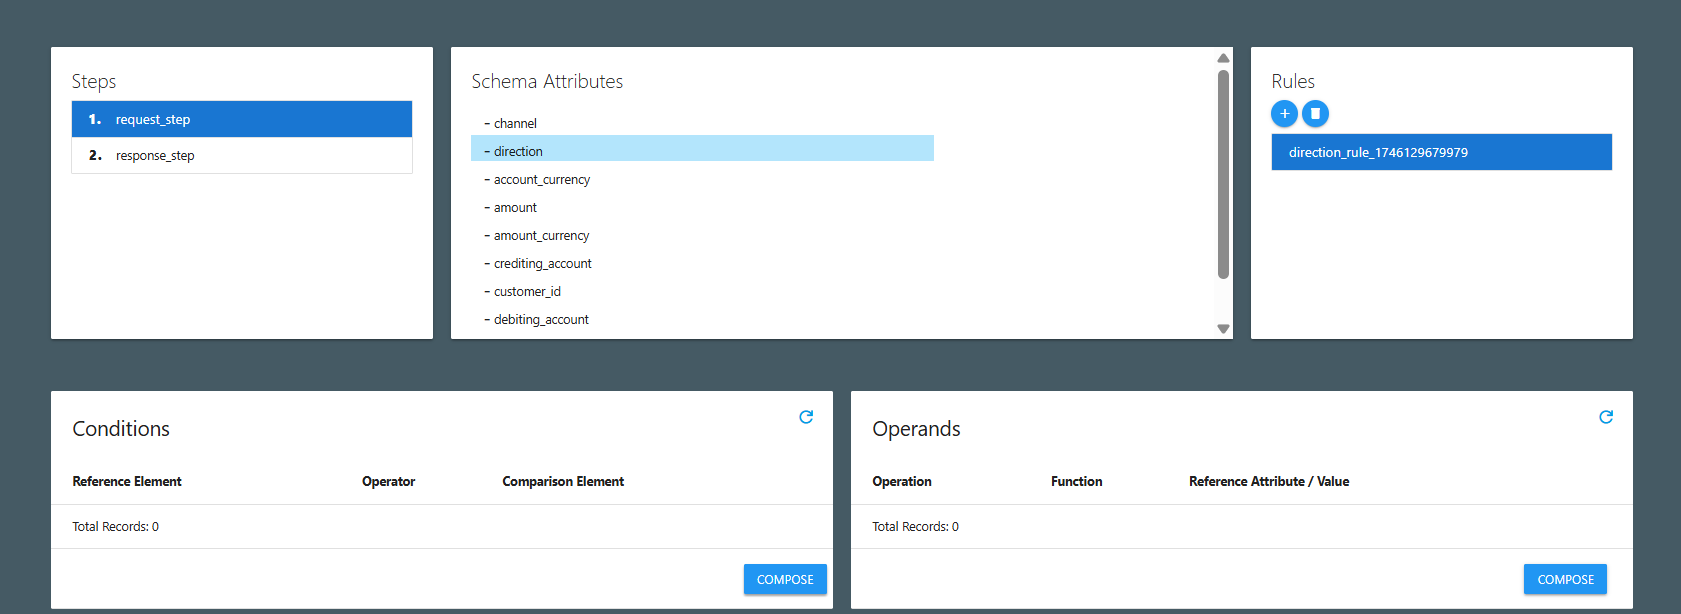 Steps
1. request_step
2. response_step
Schema Attributes
- channel
- direction
- account_currency
- amount
- amount_currency
- crediting_account
- customer_id
- debiting_account
Rules
+
direction_rule_1746129679979
Conditions
Reference Element Operator Comparison Element
Total Records: 0
COMPOSE
Operands
Operation Function Reference Attribute / Value
Total Records: 0
COMPOSE